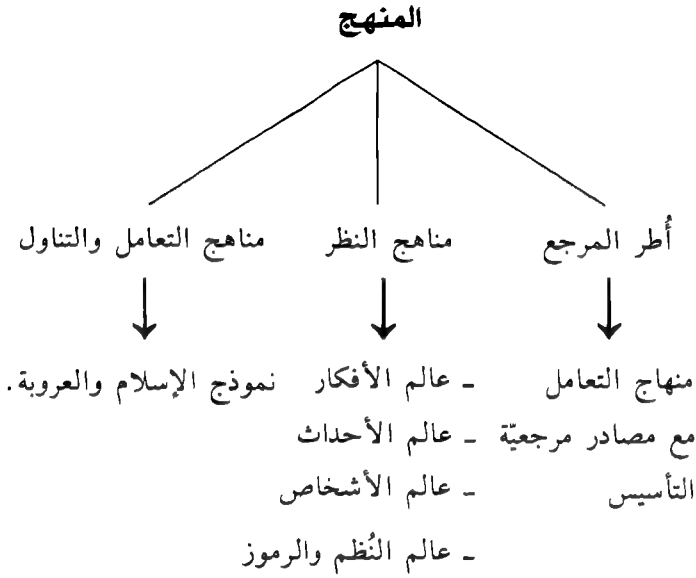 المنهج
أُطر المرجع
مناهج النظر
مناهج التعامل والتناول
منهاج التعامل
مع مصادر مرجعيّة
التأسيس
ـ عالم الأفكار
ـ عالم الأحداث
ـ عالم الأشخاص
ـ عالم النُظم والرموز
نموذج الإسلام والعروبة.